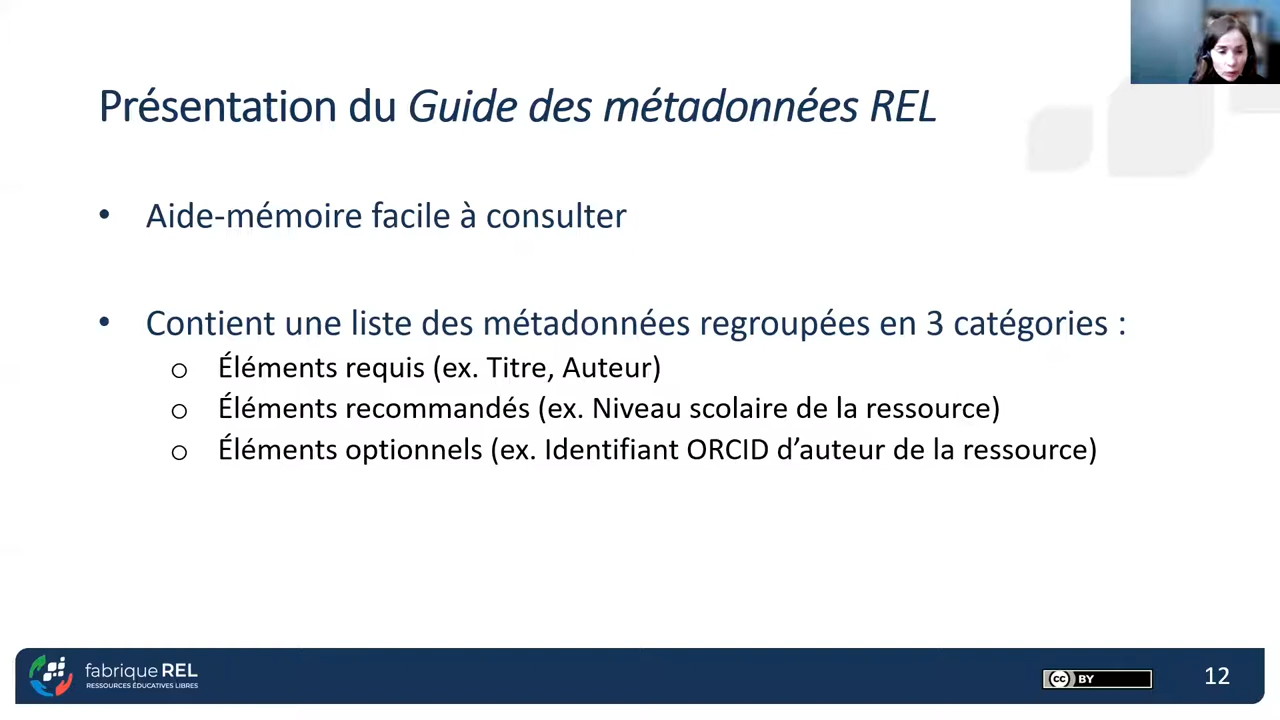 Présentation du Guide des métadonnées REL
• Aide-mémoire facile à consulter
• Contient une liste des métadonnées regroupées en 3 catégories :
o Éléments requis (ex. Titre, Auteur)
o Éléments recommandés (ex. Niveau scolaire de la ressource)
o Éléments optionnels (ex. Identifiant ORCID d’auteur de la ressource)
fabrique REL
RESSOURCES ÉDUCATIVES LIBRES
cc BY
12